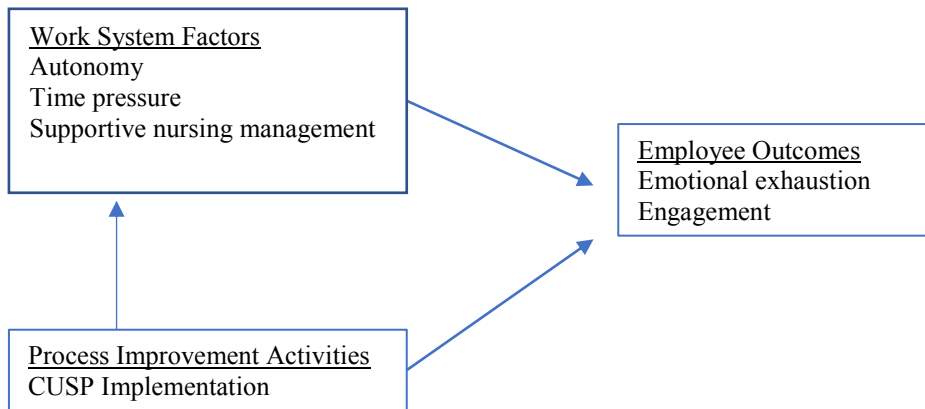 Work System Factors
Autonomy
Time pressure
Supportive nursing management
Employee Outcomes
Emotional exhaustion
Engagement
Process Improvement Activities
CUSP Implementation